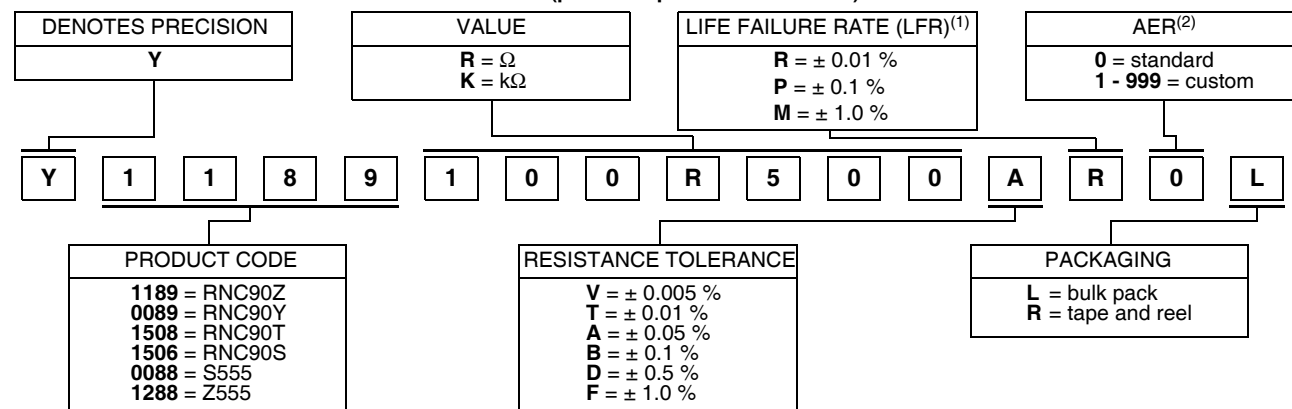 DENOTES PRECISION
Y
VALUE
R = Ω
K = kΩ
LIFE FAILURE RATE (LFR)(1)
R = ± 0.01 %
P = ± 0.1 %
M = ± 1.0 %
AER(2)
0 = standard
1 - 999 = custom
Y 1 1 8 9 1 0 0 R 5 0 0 A R 0 L
PRODUCT CODE
1189 = RNC90Z
0089 = RNC90Y
1508 = RNC90T
1506 = RNC90S
0088 = S555
1288 = Z555
RESISTANCE TOLERANCE
V = ± 0.005 %
T = ± 0.01 %
A = ± 0.05 %
B = ± 0.1 %
D = ± 0.5 %
F = ± 1.0 %
PACKAGING
L = bulk pack
R = tape and reel